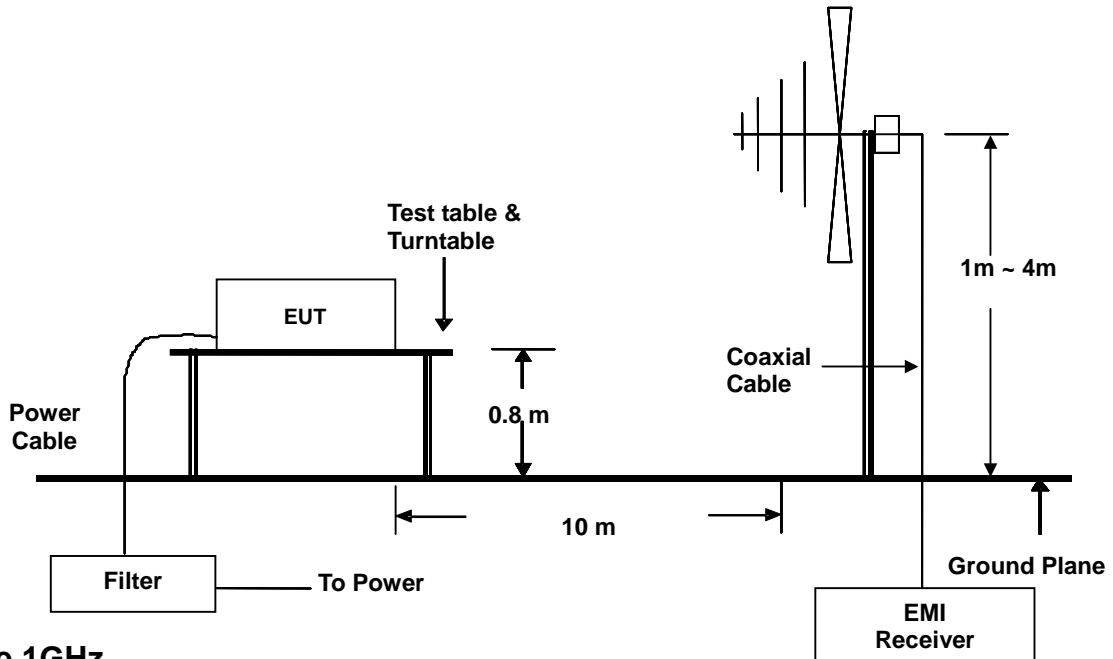 Test table &
Turntable
EUT
1m ~ 4m
Coaxial
Cable
0.8 m
Power
Cable
10 m
Ground Plane
Filter
To Power
EMI
Receiver
1GHz